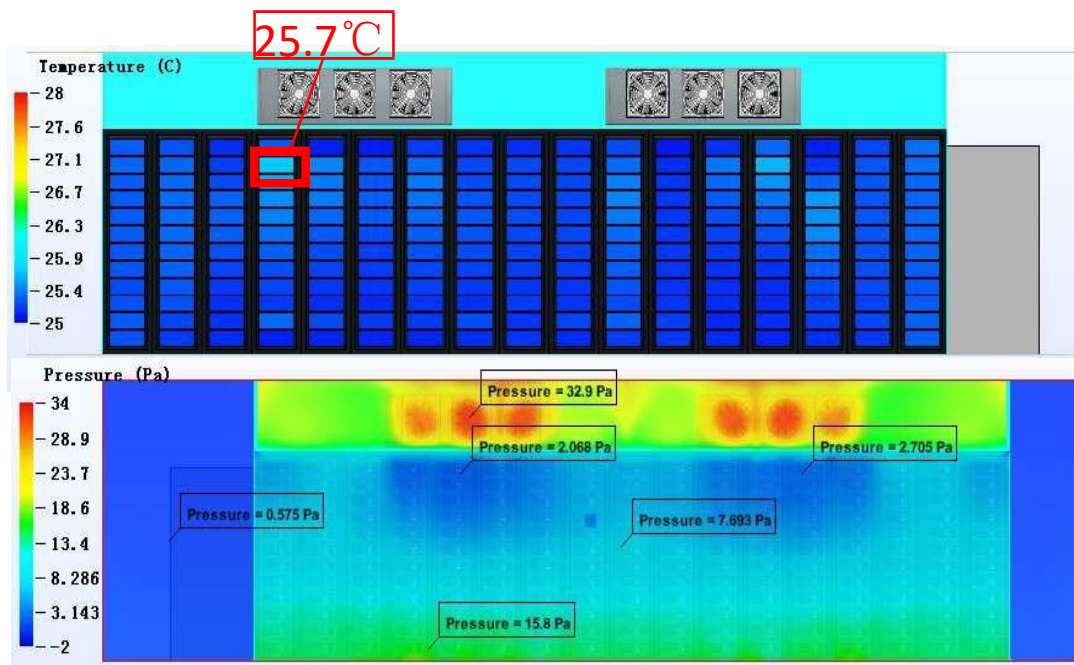 25.7℃
Temperature (C)
28
27.6
27.1
26.7
26.3
25.9
25.4
25
Pressure (Pa)
34
28.9
23.7
18.6
13.4
8.286
3.143
-2
Pressure = 32.9 Pa
Pressure = 2.068 Pa
Pressure = 2.705 Pa
Pressure = 0.575 Pa
Pressure = 7.693 Pa
Pressure = 15.8 Pa